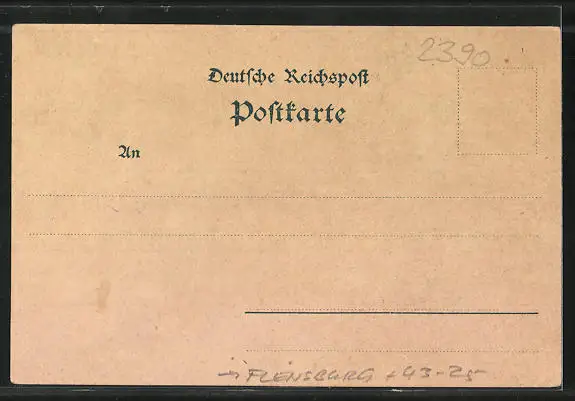 2390.
Deutſche Reichspoſt
Poſtkarte
An
→ FLENSBURG + 43-25